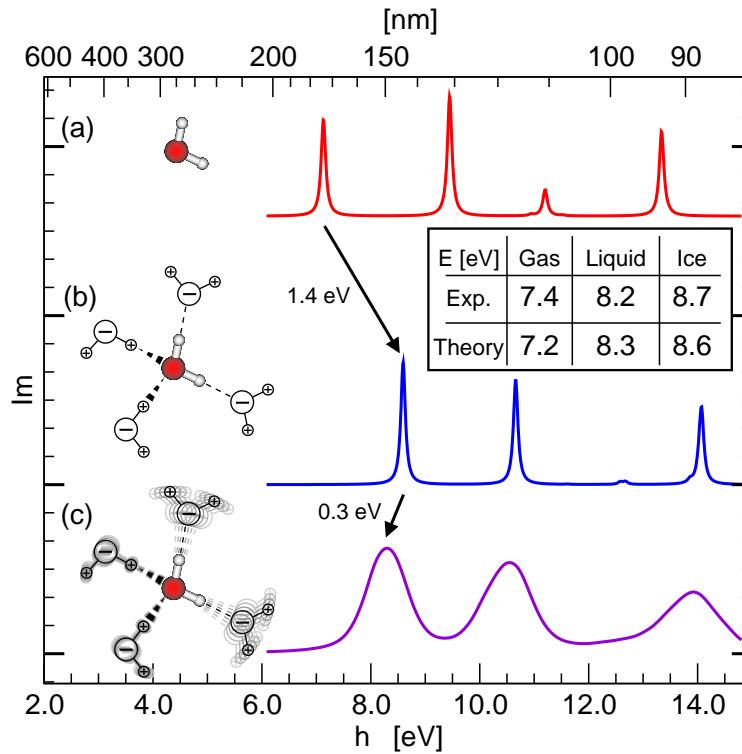 [nm]
600 400 300 200 150 100 90
(a)
E [eV] Gas Liquid Ice
Exp. 7.4 8.2 8.7
Theory 7.2 8.3 8.6
1.4 eV
(b)
Im
0.3 eV
(c)
2.0 4.0 6.0 8.0 10.0 12.0 14.0
h [eV]